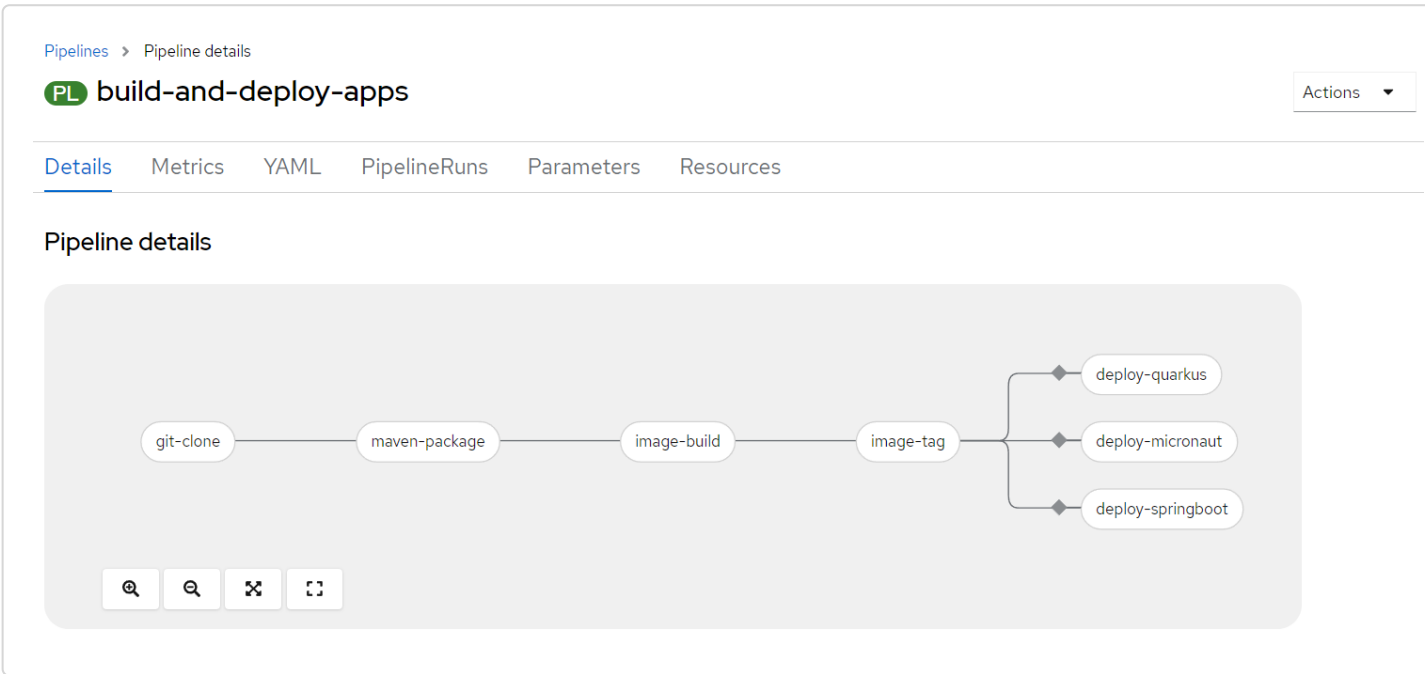 Pipelines > Pipeline details
PL build-and-deploy-apps
Actions
Details Metrics YAML PipelineRuns Parameters Resources
Pipeline details
deploy-quarkus
git-clone maven-package image-build image-tag deploy-micronaut
deploy-springboot